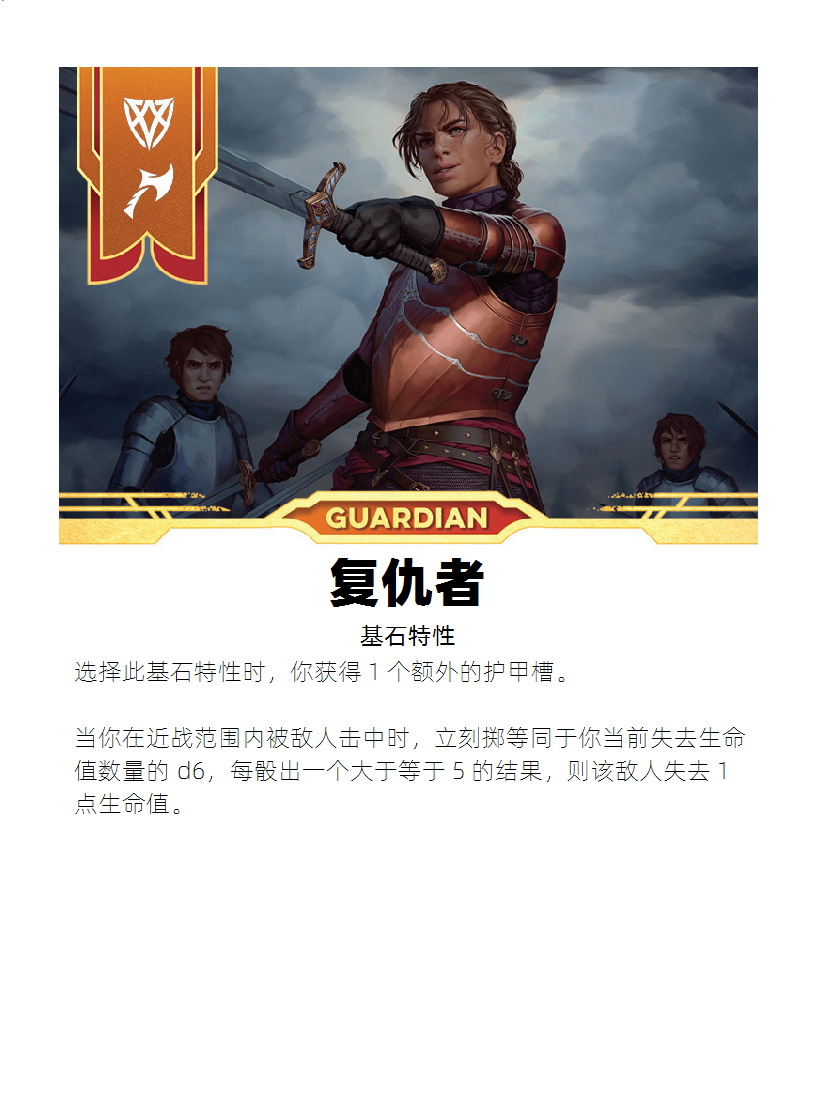 GUARDIAN
复仇者
基石特性
选择此基石特性时，你获得 1 个额外的护甲槽。
当你在近战范围内被敌人击中时，立刻掷等同于你当前失去生命
值数量的 d6，每骰出一个大于等于 5 的结果，则该敌人失去 1
点生命值。